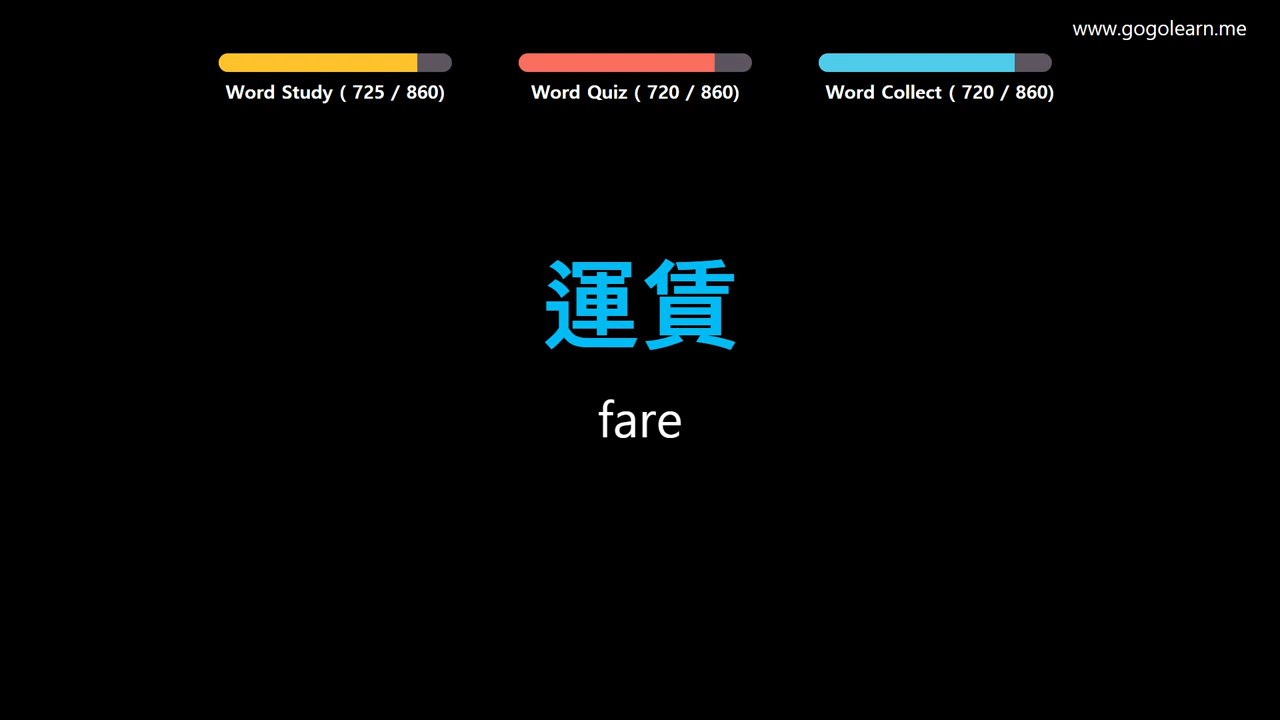 www.gogolearn.me
Word Study ( 725 / 860)
Word Quiz ( 720 / 860)
Word Collect ( 720 / 860)
運賃
fare